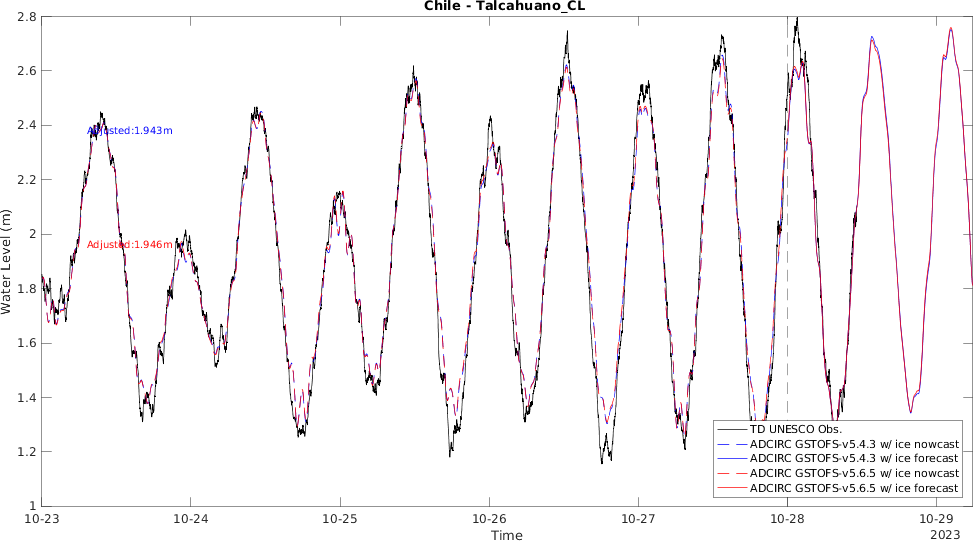 Chile - Talcahuano_CL
2.8
2.6
2.4
2.2
2
1.8
1.6
1.4
1.2
1
Water Level (m)
Adjusted:1.943m
Adjusted:1.946m
TD UNESCO Obs.
ADCIRC GSTOFS-v5.4.3 w/ ice nowcast
ADCIRC GSTOFS-v5.4.3 w/ ice forecast
ADCIRC GSTOFS-v5.6.5 w/ ice nowcast
ADCIRC GSTOFS-v5.6.5 w/ ice forecast
10-23
10-24
10-25
10-26
10-27
10-28
10-29
Time
2023